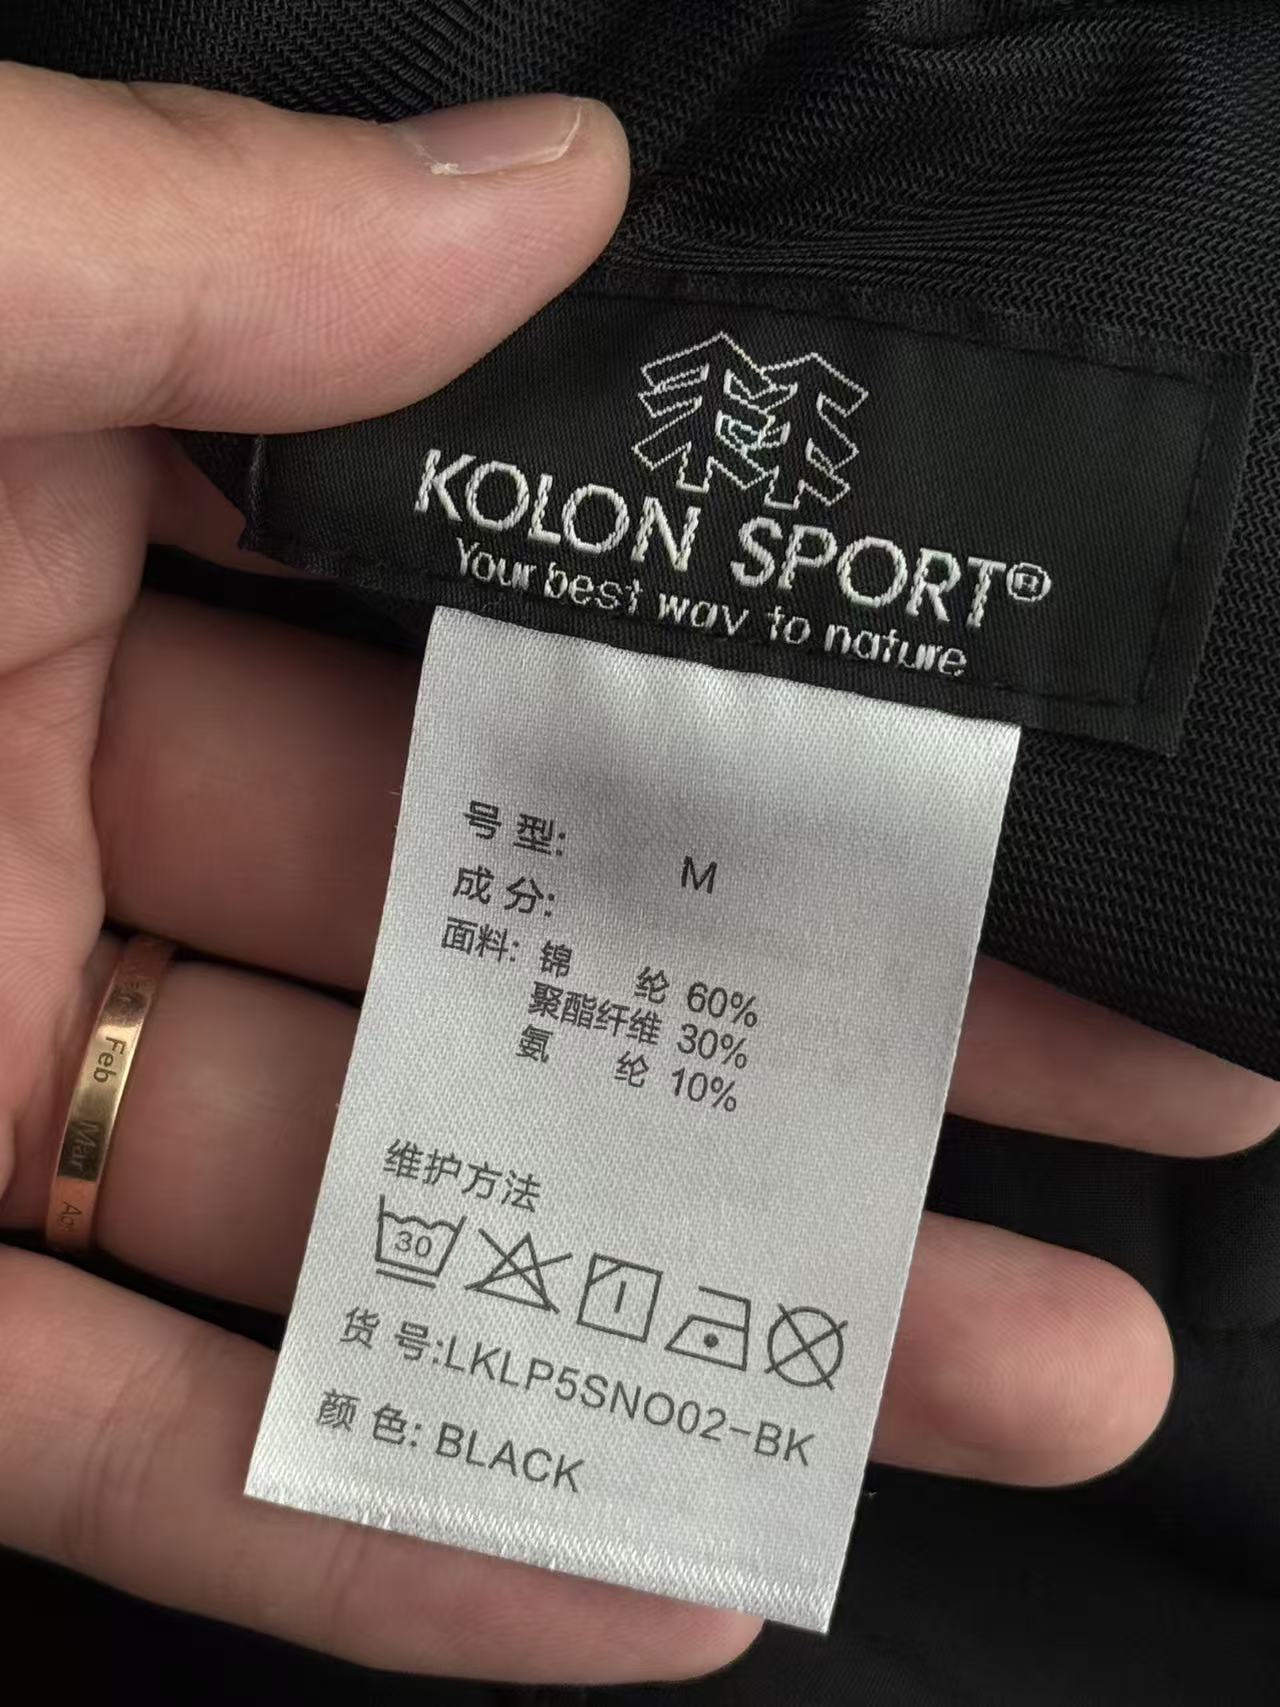 KOLON SPORT®
Your best way to nature
号 型: M
成 分:
面料: 锦 纶 60%
聚酯纤维 30%
氨 纶 10%
维护方法
30
货 号:LKLP5SNO02-BK
颜 色: BLACK
Feb
Mar